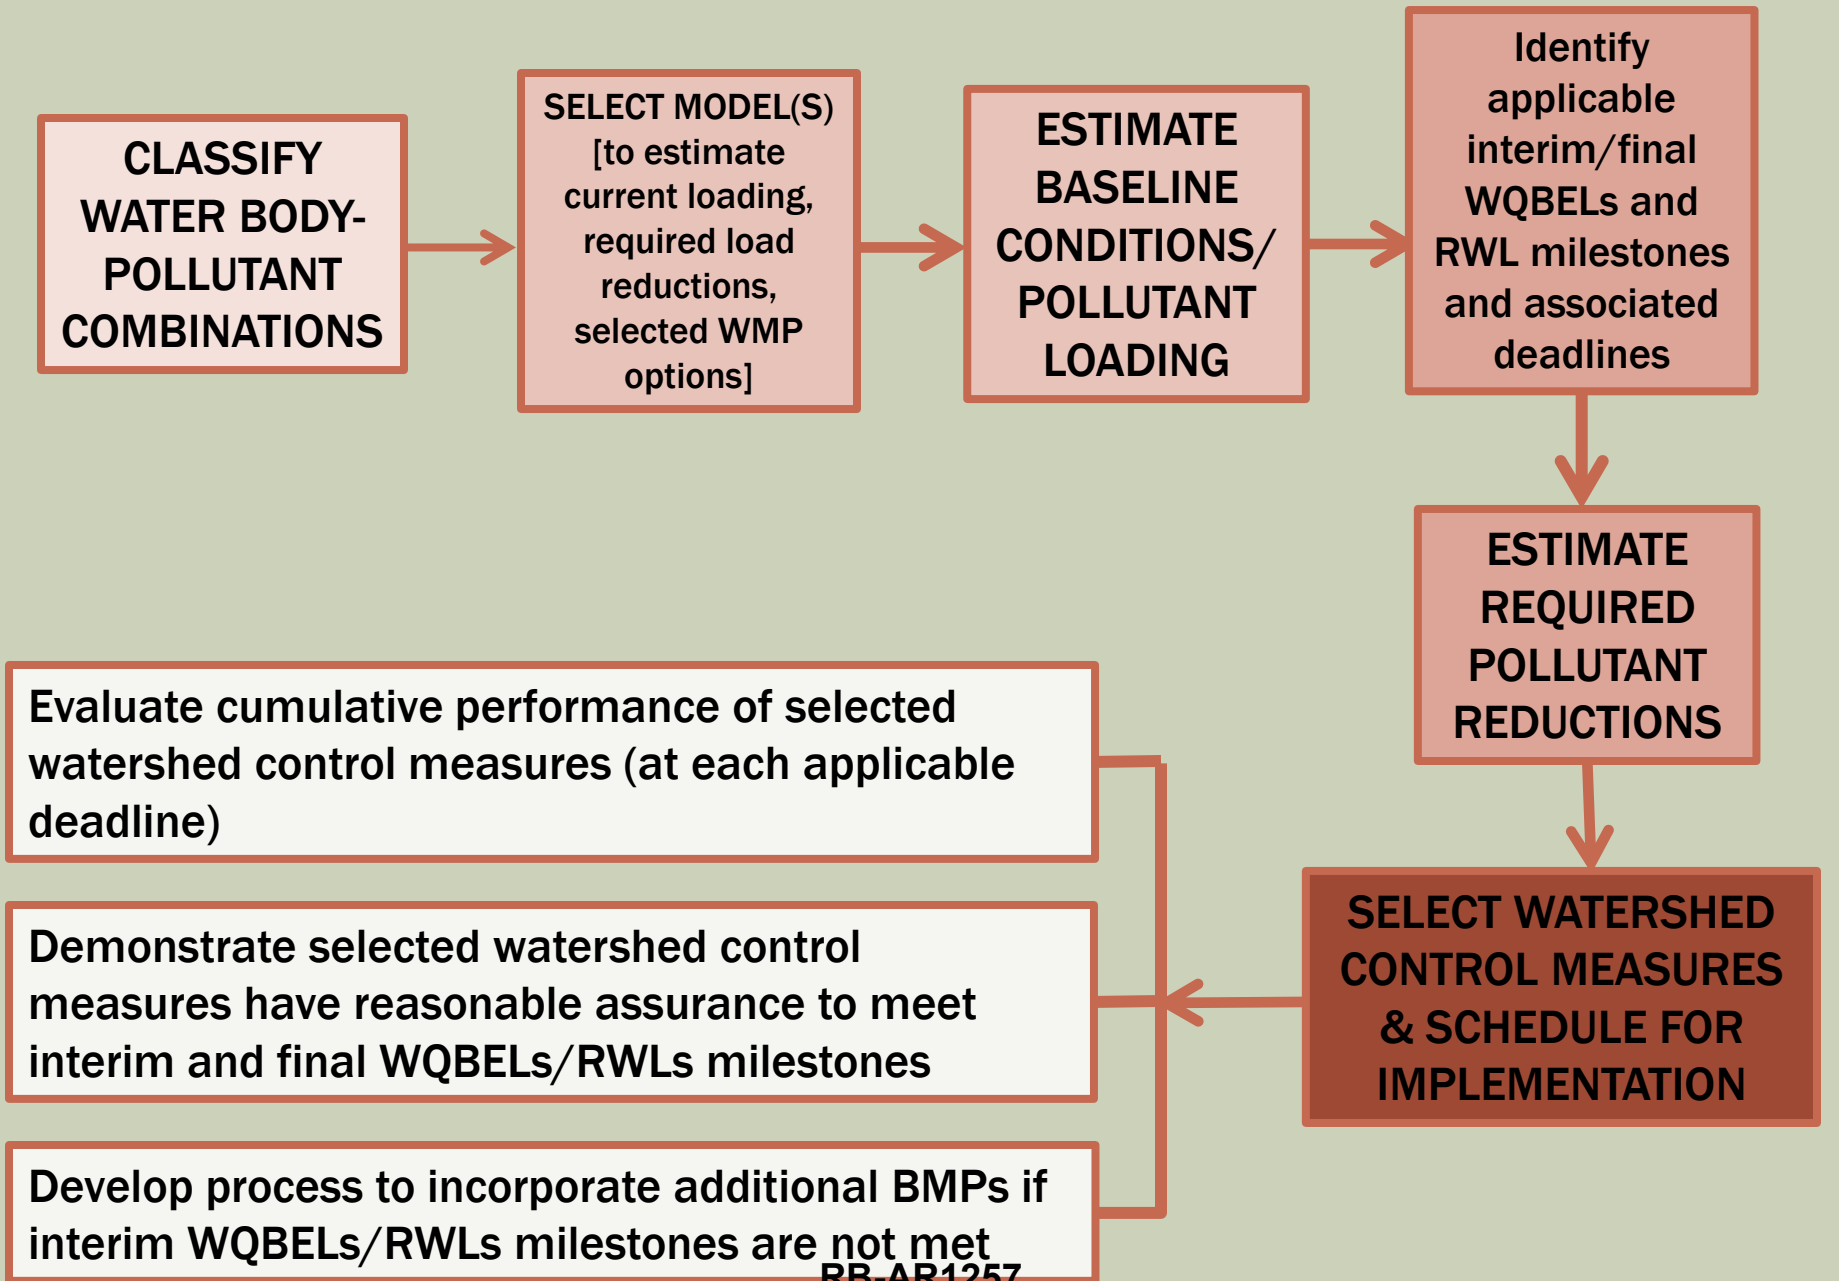 CLASSIFY
WATER BODY-
POLLUTANT
COMBINATIONS
SELECT MODEL(S)
[to estimate
current loading,
required load
reductions,
selected WMP
options]
ESTIMATE
BASELINE
CONDITIONS/
POLLUTANT
LOADING
Identify
applicable
interim/final
WQBELs and
RWL milestones
and associated
deadlines
ESTIMATE
REQUIRED
POLLUTANT
REDUCTIONS
SELECT WATERSHED
CONTROL MEASURES
& SCHEDULE FOR
IMPLEMENTATION
Evaluate cumulative performance of selected
watershed control measures (at each applicable
deadline)
Demonstrate selected watershed control
measures have reasonable assurance to meet
interim and final WQBELs/RWLs milestones
Develop process to incorporate additional BMPs if
interim WQBELs/RWLs milestones are not met
RB-AR1257